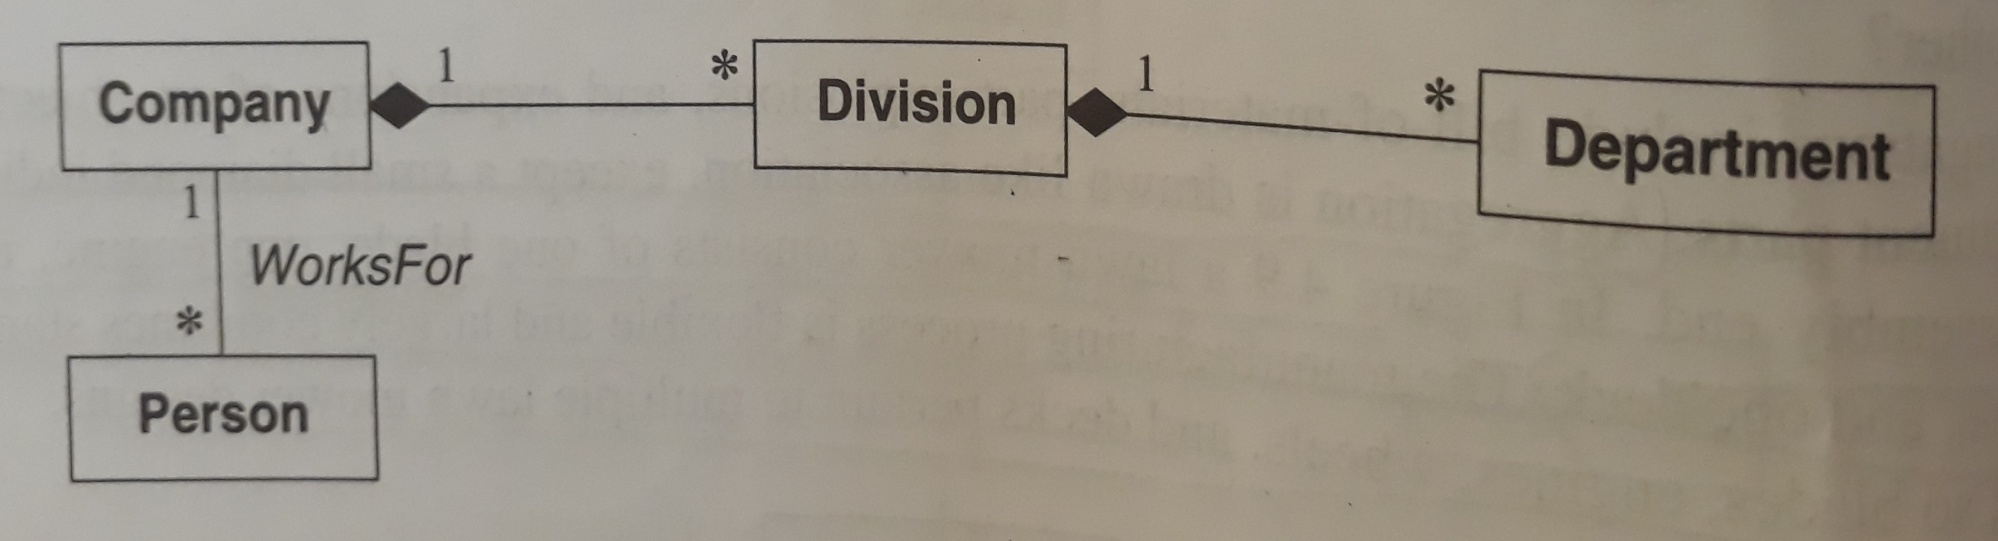 Company 1 * Division 1 * Department
1
WorksFor
*
Person